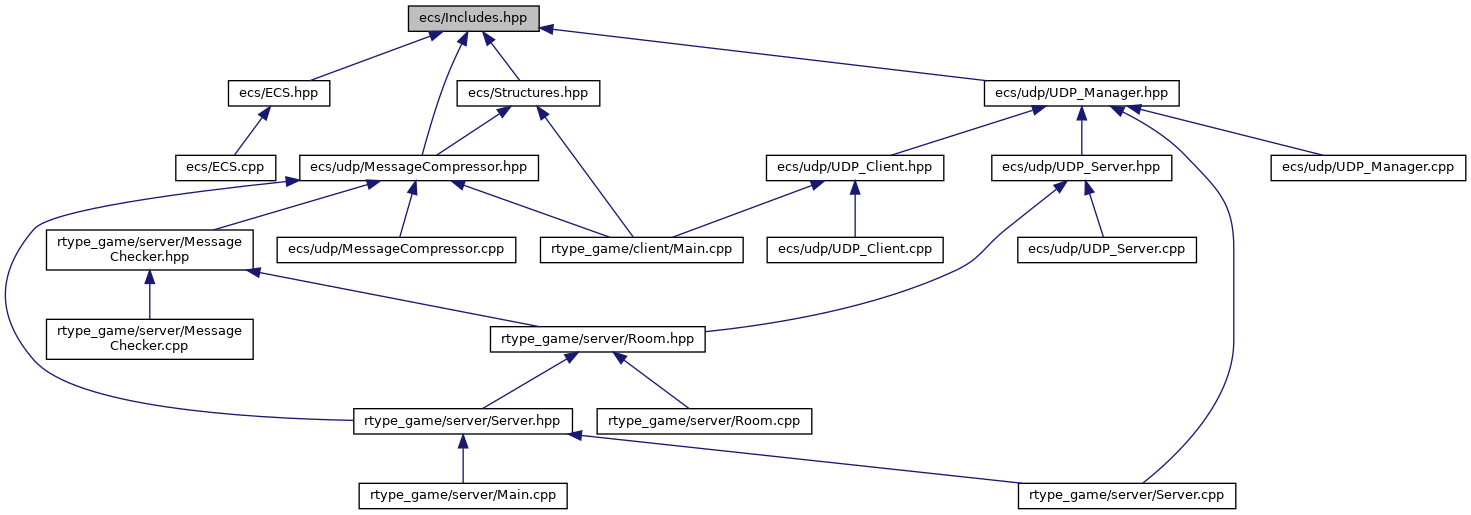 ecs/Includes.hpp
ecs/ECS.hpp
ecs/Structures.hpp
ecs/udp/UDP_Manager.hpp
ecs/ECS.cpp
ecs/udp/MessageCompressor.hpp
ecs/udp/UDP_Client.hpp
ecs/udp/UDP_Server.hpp
ecs/udp/UDP_Manager.cpp
rtype_game/server/Message
Checker.hpp
ecs/udp/MessageCompressor.cpp
rtype_game/client/Main.cpp
ecs/udp/UDP_Client.cpp
ecs/udp/UDP_Server.cpp
rtype_game/server/Message
Checker.cpp
rtype_game/server/Room.hpp
rtype_game/server/Server.hpp
rtype_game/server/Room.cpp
rtype_game/server/Main.cpp
rtype_game/server/Server.cpp